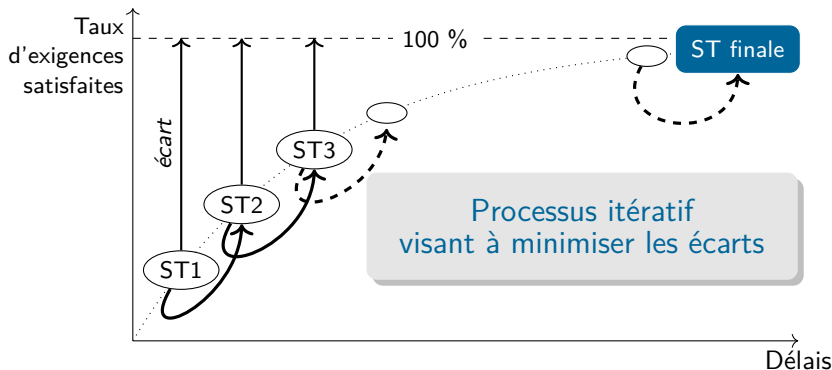 Taux
d'exigences
satisfaites
100 %
ST finale
écart
ST3
ST2
ST1
Processus itératif
visant à minimiser les écarts
Délais